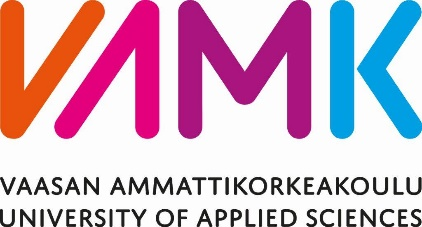 VAMK
VAASAN AMMATTIKORKEAKOULU
UNIVERSITY OF APPLIED SCIENCES